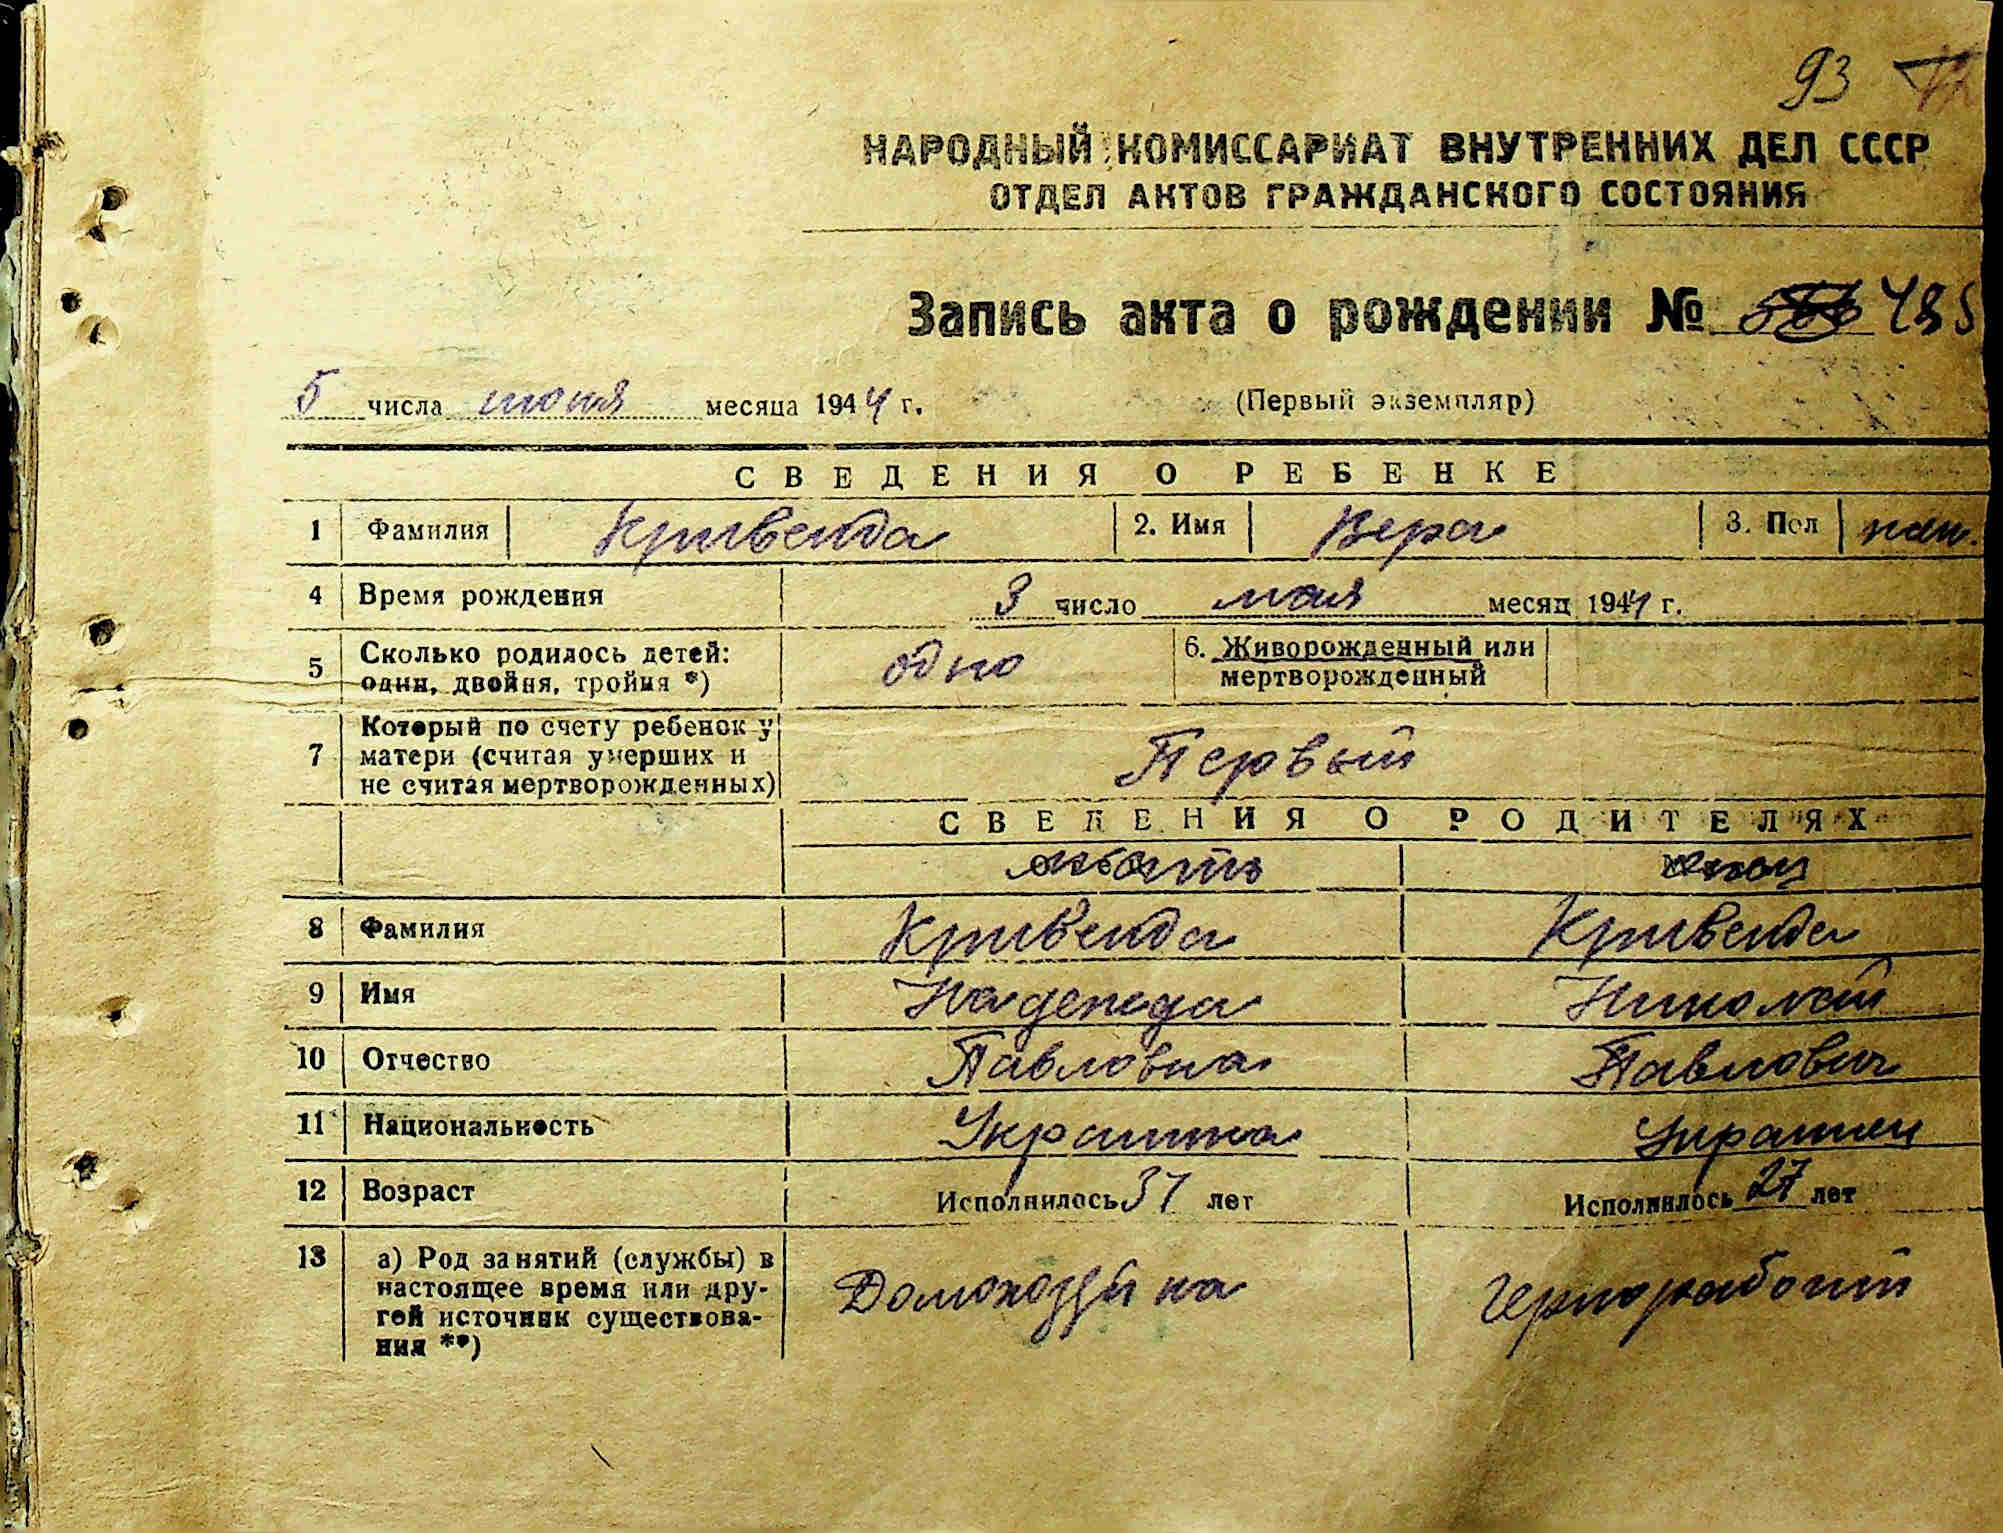 93
НАРОДНЫЙ КОМИССАРИАТ ВНУТРЕННИХ ДЕЛ СССР
ОТДЕЛ АКТОВ ГРАЖДАНСКОГО СОСТОЯНИЯ
Запись акта о рождении №
5 числа июня месяца 1944 г. (Первый экземпляр)
СВЕДЕНИЯ О РЕБЕНКЕ
1 Фамилия Кривенда 2. Имя Вера 3. Пол жен.
4 Время рождения 3 число мая месяц 1944 г.
5 Сколько родилось детей: один, двойня, тройня *) одно 6. Живорожденный или мертворожденный
7 Который по счету ребенок у матери (считая умерших и не считая мертворожденных) Первый
СВЕДЕНИЯ О РОДИТЕЛЯХ
8 Фамилия Кривенда Кривенда
9 Имя Надежда Николай
10 Отчество Павловна Павлович
11 Национальность Украинка Украинец
12 Возраст Исполнилось лет Исполнилось 27 лет
13 а) Род занятий (службы) в настоящее время или другой источник существования **) Домохозяйка Чернорабочий